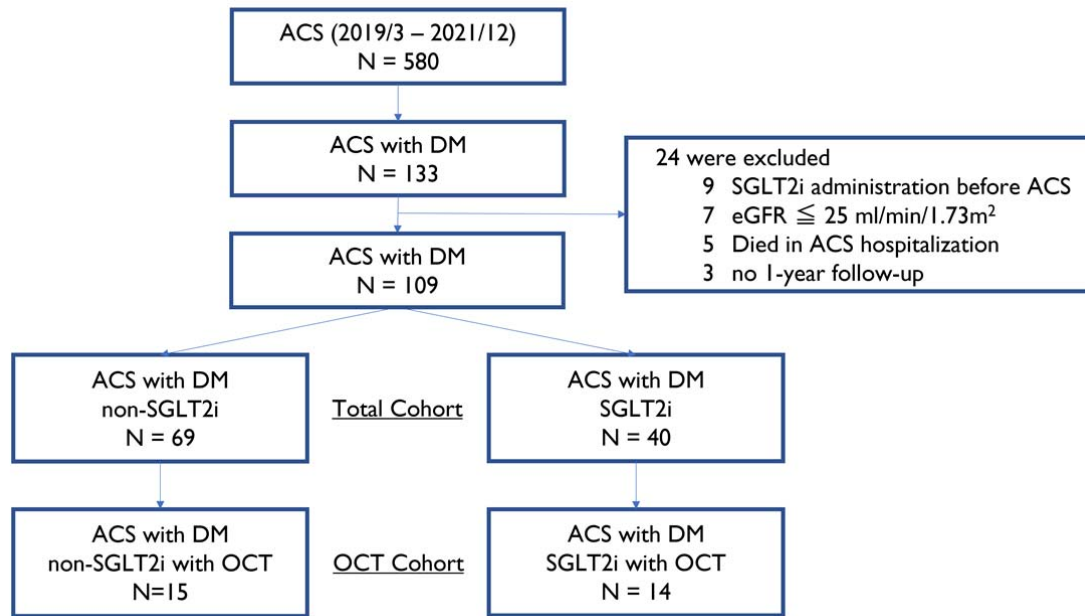 ACS (2019/3 – 2021/12)
N = 580
ACS with DM
N = 133
24 were excluded
9 SGLT2i administration before ACS
7 eGFR ≦ 25 ml/min/1.73m²
5 Died in ACS hospitalization
3 no 1-year follow-up
ACS with DM
N = 109
ACS with DM
non-SGLT2i
N = 69
Total Cohort
ACS with DM
SGLT2i
N = 40
ACS with DM
non-SGLT2i with OCT
N=15
OCT Cohort
ACS with DM
SGLT2i with OCT
N = 14